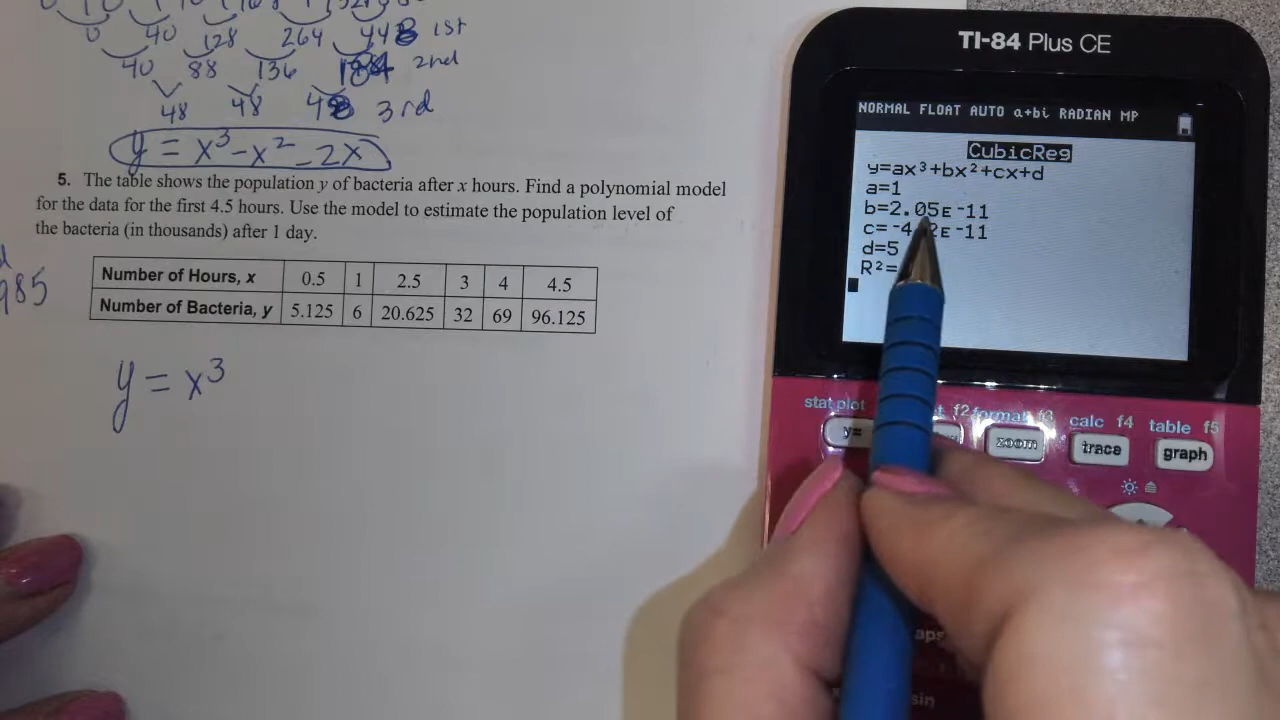 0 40 128 264 448 1st
40 88 136 184 2nd
48 48 48 3rd
y = x³-x²-2x
5. The table shows the population y of bacteria after x hours. Find a polynomial model
for the data for the first 4.5 hours. Use the model to estimate the population level of
the bacteria (in thousands) after 1 day.
985
Number of Hours, x 0.5 1 2.5 3 4 4.5
Number of Bacteria, y 5.125 6 20.625 32 69 96.125
y = x³
TI-84 Plus CE
NORMAL FLOAT AUTO a+bi RADIAN MP
CubicReg
y=ax³+bx²+cx+d
a=1
b=2.05E-11
c= E-11
d=5
R²=
stat plot f2 format f3 calc f4 table f5
y= zoom trace graph